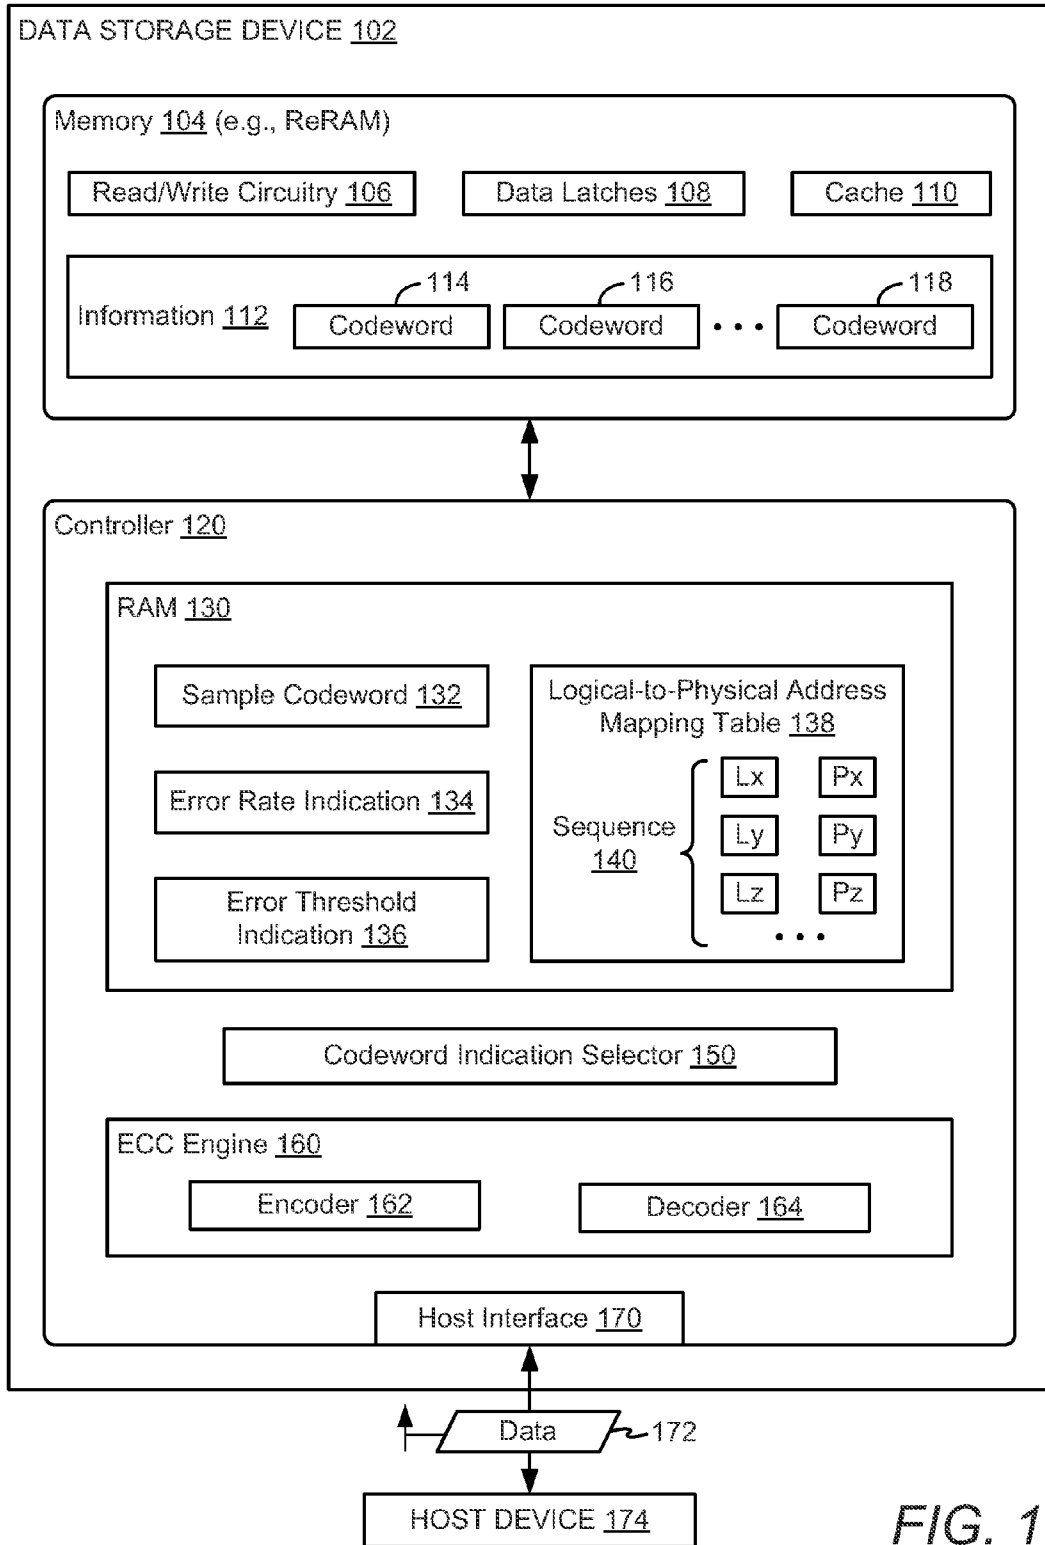 DATA STORAGE DEVICE 102
Memory 104 (e.g., ReRAM)
Read/Write Circuitry 106
Data Latches 108
Cache 110
Information 112
114
116
118
Codeword
Codeword
• • •
Codeword
Controller 120
RAM 130
Sample Codeword 132
Error Rate Indication 134
Error Threshold
Indication 136
Logical-to-Physical Address
Mapping Table 138
Sequence
140
Lx
Px
Ly
Py
Lz
Pz
• • •
Codeword Indication Selector 150
ECC Engine 160
Encoder 162
Decoder 164
Host Interface 170
Data
172
HOST DEVICE 174
FIG. 1